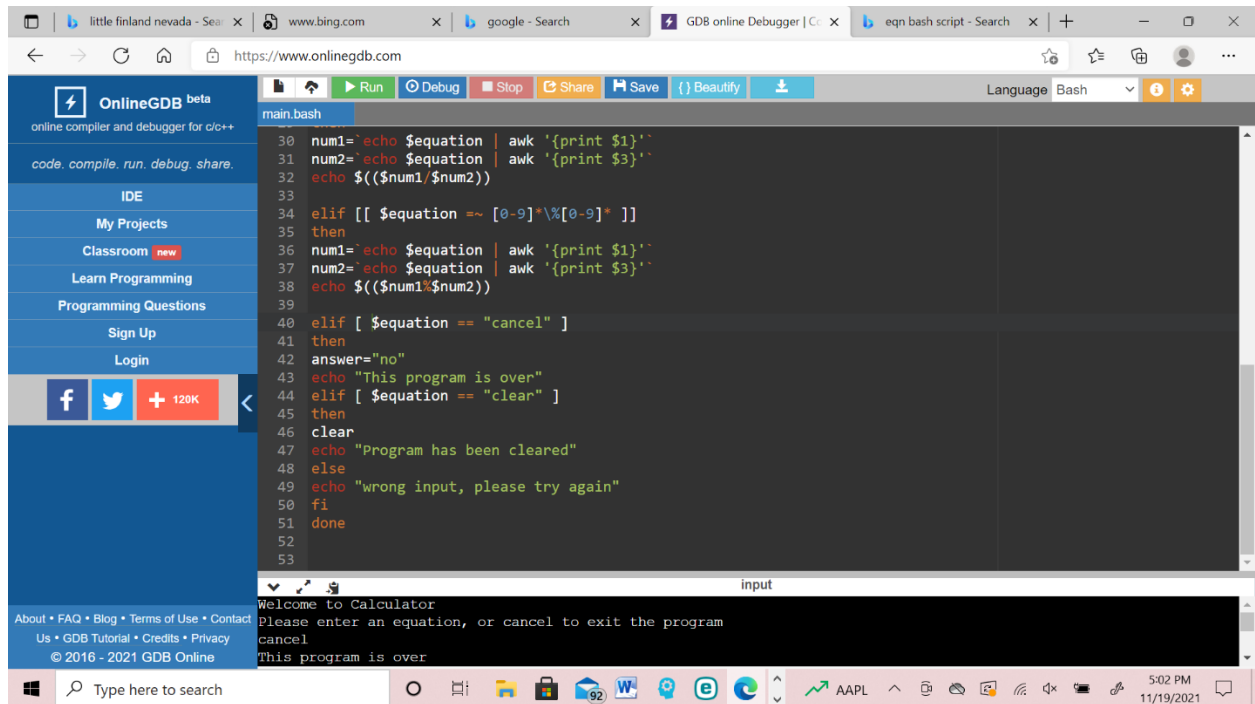 little finland nevada - Sear
www.bing.com
google - Search
GDB online Debugger | Co
eqn bash script - Search
https://www.onlinegdb.com
OnlineGDB beta
online compiler and debugger for c/c++
code. compile. run. debug. share.
IDE
My Projects
Classroom new
Learn Programming
Programming Questions
Sign Up
Login
f
120K
About • FAQ • Blog • Terms of Use • Contact
Us • GDB Tutorial • Credits • Privacy
© 2016 - 2021 GDB Online
Run Debug Stop Share Save { } Beautify
Language Bash
main.bash
30 num1=`echo $equation | awk '{print $1}'`
31 num2=`echo $equation | awk '{print $3}'`
32 echo $(($num1/$num2))
33
34 elif [[ $equation =~ [0-9]*\%[0-9]* ]]
35 then
36 num1=`echo $equation | awk '{print $1}'`
37 num2=`echo $equation | awk '{print $3}'`
38 echo $(($num1%$num2))
39
40 elif [ $equation == "cancel" ]
41 then
42 answer="no"
43 echo "This program is over"
44 elif [ $equation == "clear" ]
45 then
46 clear
47 echo "Program has been cleared"
48 else
49 echo "wrong input, please try again"
50 fi
51 done
52
53
input
Welcome to Calculator
Please enter an equation, or cancel to exit the program
cancel
This program is over
Type here to search
92
AAPL
5:02 PM
11/19/2021